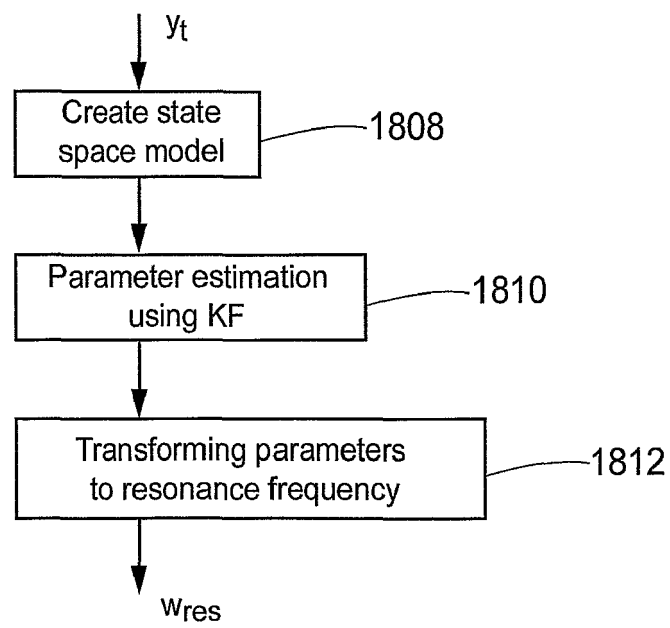 yt
Create state
space model
1808
Parameter estimation
using KF
1810
Transforming parameters
to resonance frequency
1812
wres